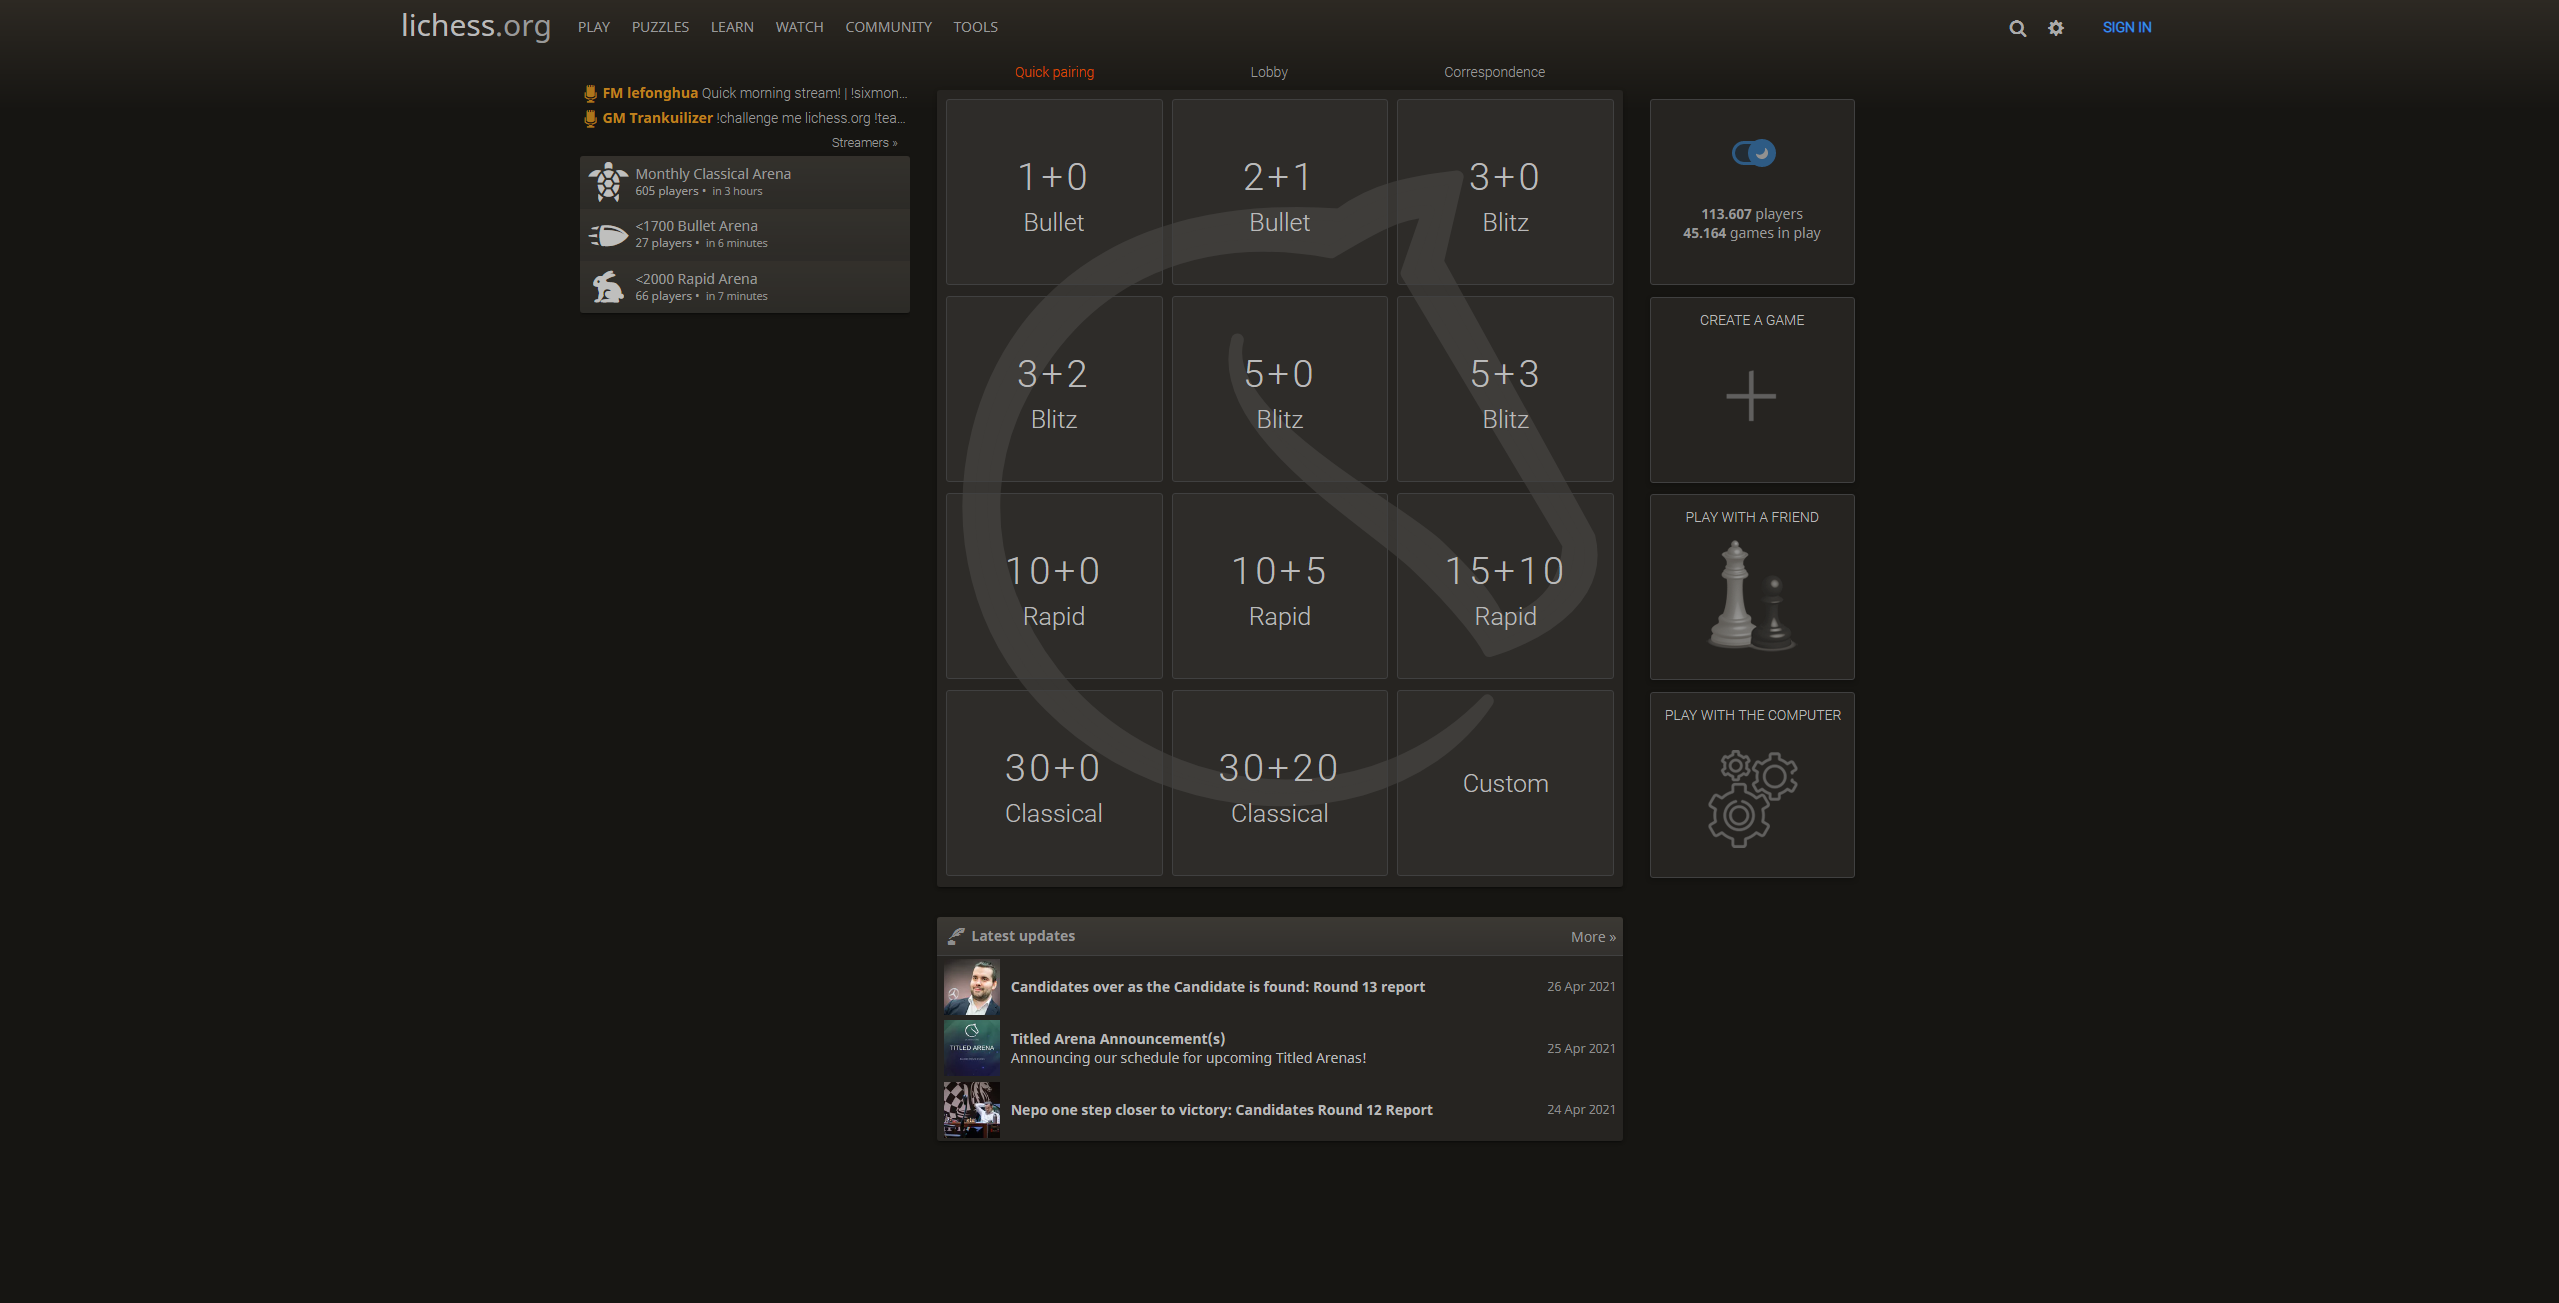 lichess.org PLAY PUZZLES LEARN WATCH COMMUNITY TOOLS SIGN IN
FM lefonghua Quick morning stream! | !sixmon...
GM Trankuilizer !challenge me lichess.org !tea...
Streamers »
Monthly Classical Arena
605 players • in 3 hours
<1700 Bullet Arena
27 players • in 6 minutes
<2000 Rapid Arena
66 players • in 7 minutes
Quick pairing Lobby Correspondence
1+0
Bullet
2+1
Bullet
3+0
Blitz
3+2
Blitz
5+0
Blitz
5+3
Blitz
10+0
Rapid
10+5
Rapid
15+10
Rapid
30+0
Classical
30+20
Classical
Custom
113.607 players
45.164 games in play
CREATE A GAME
PLAY WITH A FRIEND
PLAY WITH THE COMPUTER
Latest updates More »
Candidates over as the Candidate is found: Round 13 report 26 Apr 2021
TITLED ARENA
Titled Arena Announcement(s)
Announcing our schedule for upcoming Titled Arenas! 25 Apr 2021
Nepo one step closer to victory: Candidates Round 12 Report 24 Apr 2021